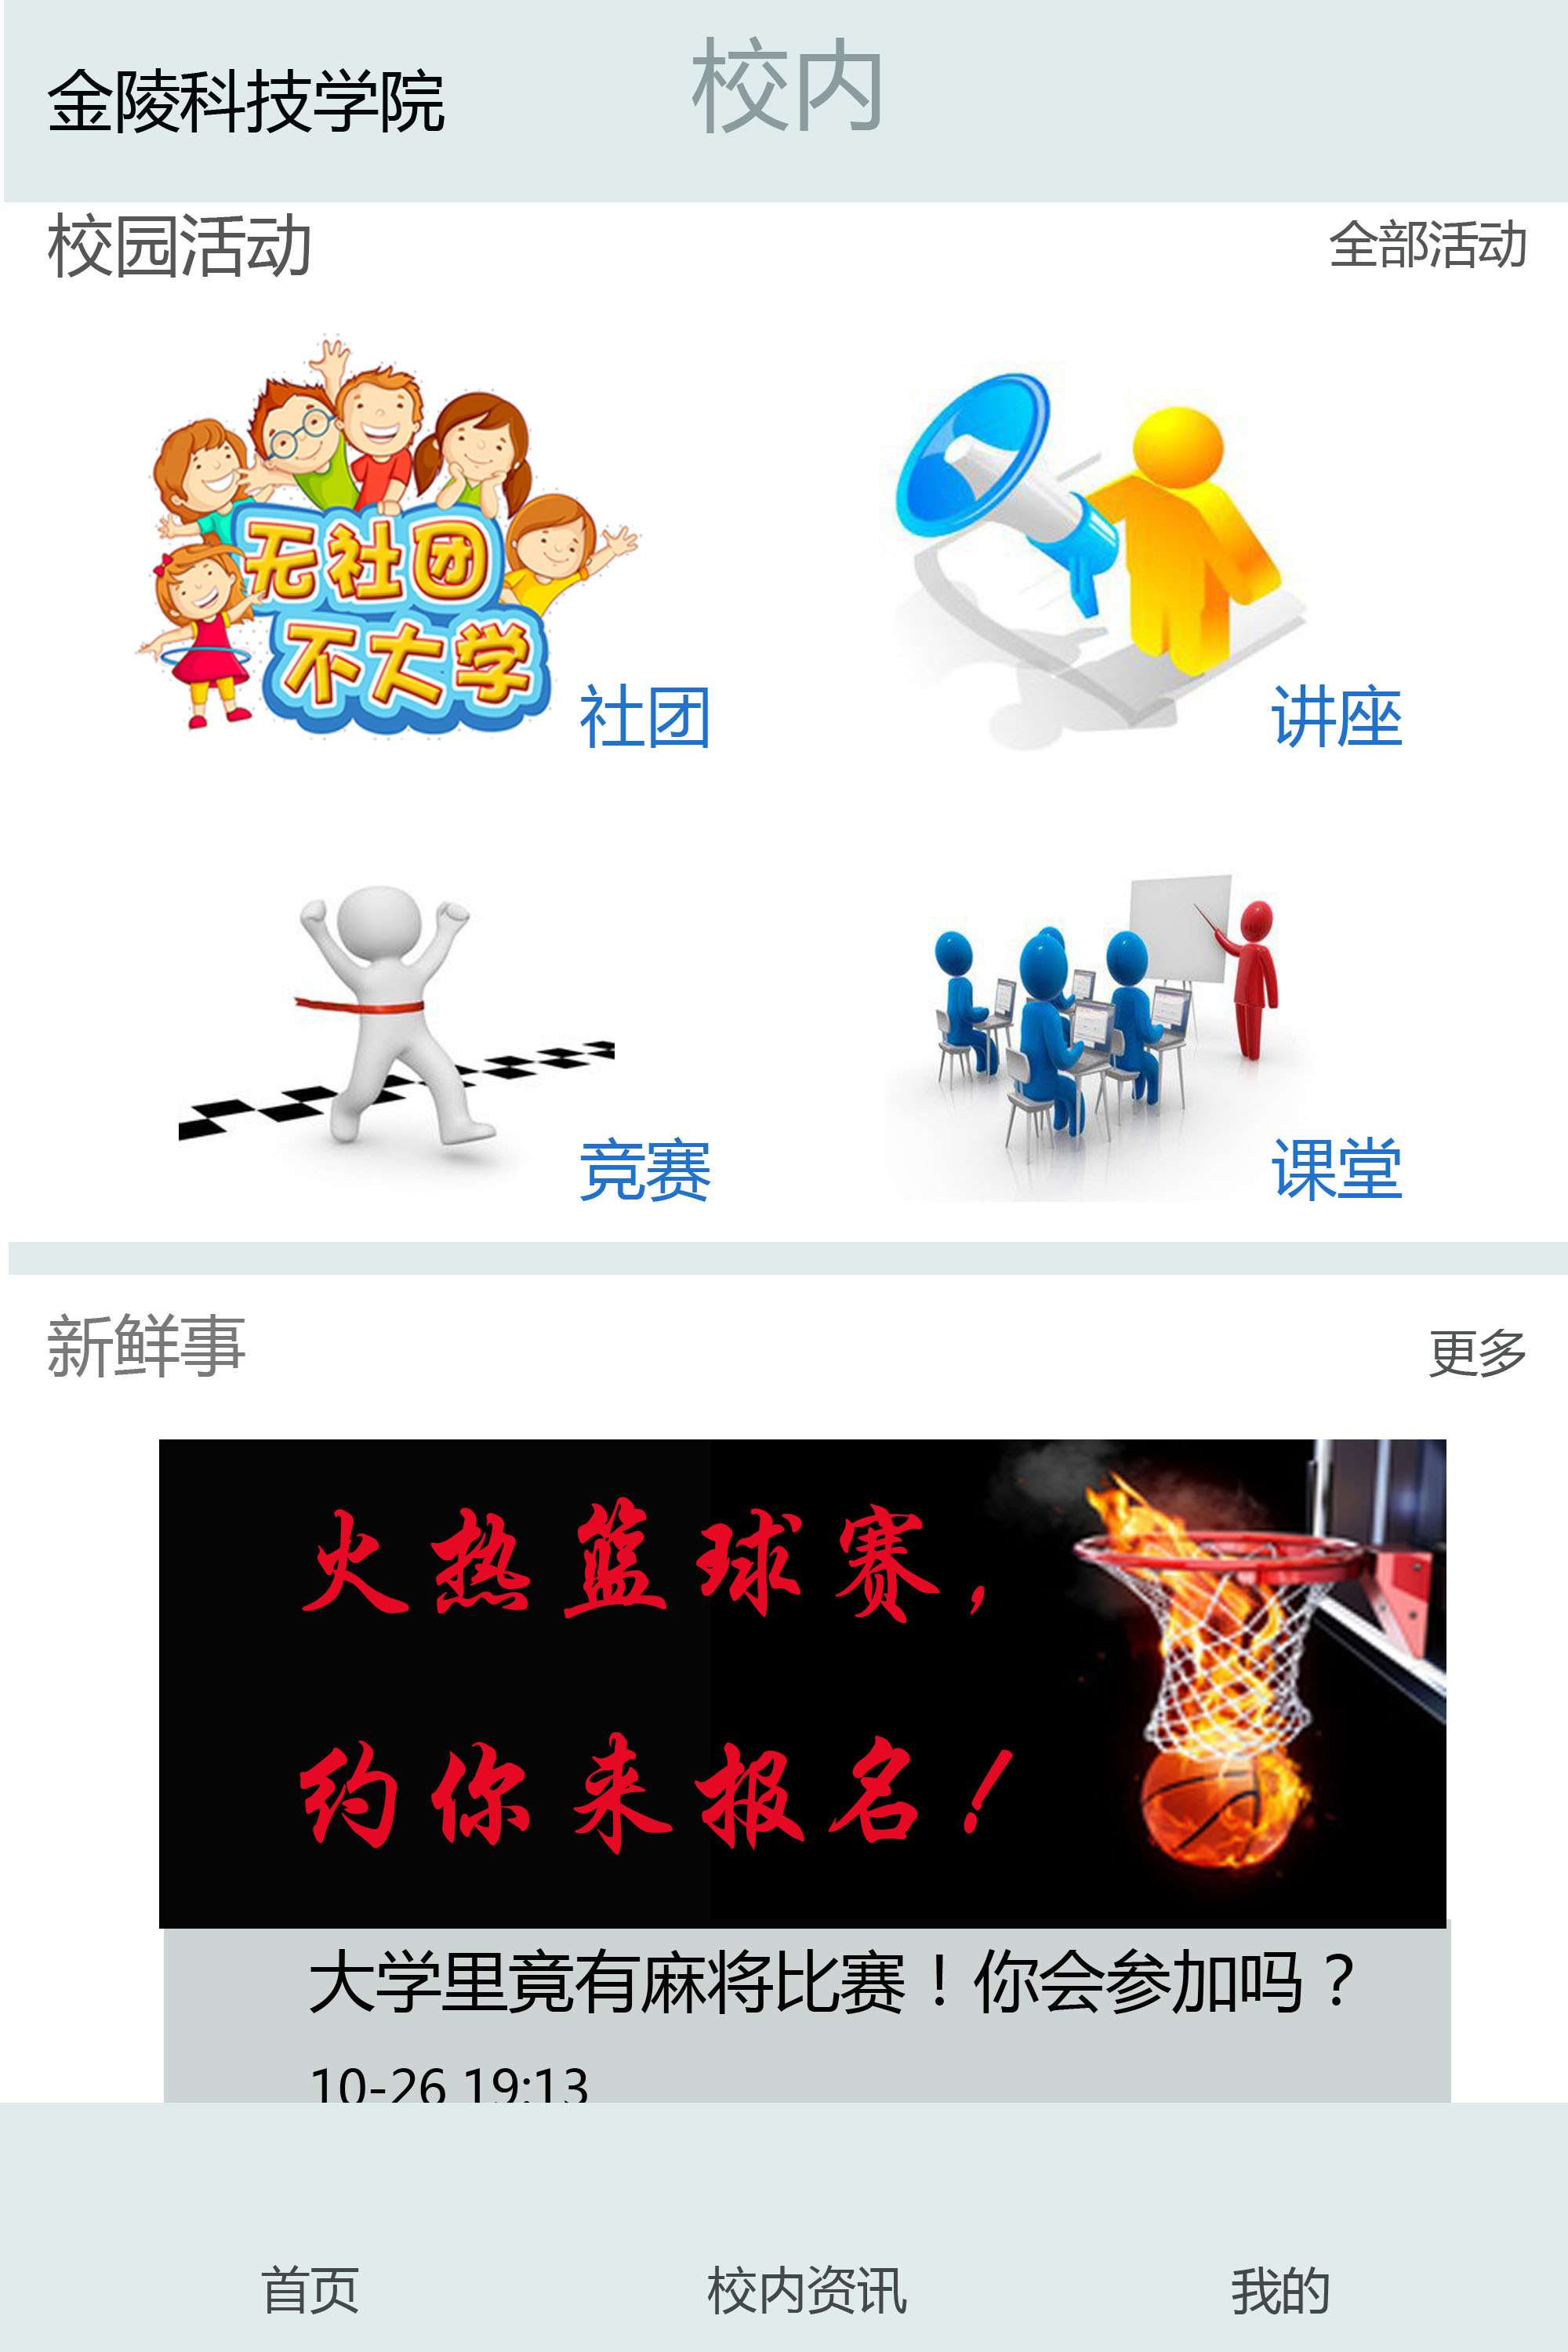 金陵科技学院
校内
校园活动
全部活动
无社团
不大学
社团
讲座
竞赛
课堂
新鲜事
更多
火热篮球赛，
约你来报名！
大学里竟有麻将比赛！你会参加吗？
10-26 19:13
首页
校内资讯
我的